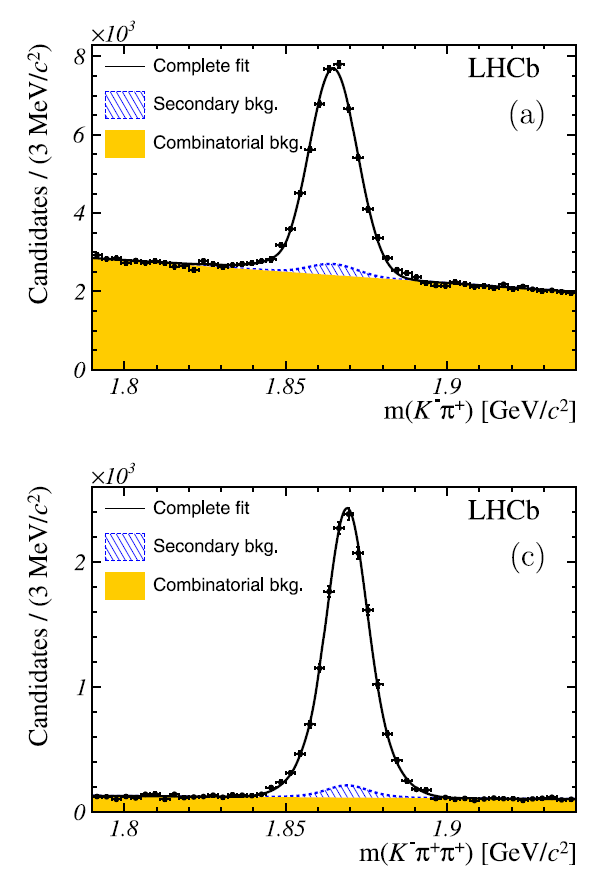 ×10³
Candidates / (3 MeV/c²)
8
6
4
2
0
Complete fit
Secondary bkg.
Combinatorial bkg.
LHCb
(a)
1.8 1.85 1.9
m(K⁻π⁺) [GeV/c²]
×10³
Candidates / (3 MeV/c²)
2
1
0
Complete fit
Secondary bkg.
Combinatorial bkg.
LHCb
(c)
1.8 1.85 1.9
m(K⁻π⁺π⁺) [GeV/c²]